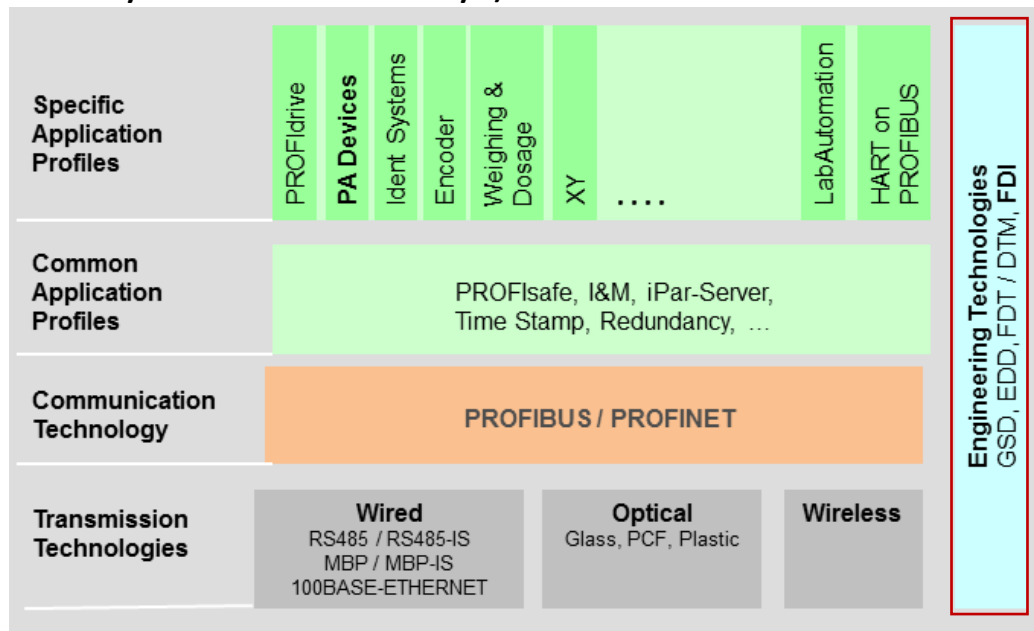 Specific
Application
Profiles
PROFIdrive
PA Devices
Ident Systems
Encoder
Weighing &
Dosage
XY
....
LabAutomation
HART on
PROFIBUS
Common
Application
Profiles
PROFIsafe, I&M, iPar-Server,
Time Stamp, Redundancy, ...
Communication
Technology
PROFIBUS / PROFINET
Transmission
Technologies
Wired
RS485 / RS485-IS
MBP / MBP-IS
100BASE-ETHERNET
Optical
Glass, PCF, Plastic
Wireless
Engineering Technologies
GSD, EDD, FDT / DTM, FDI